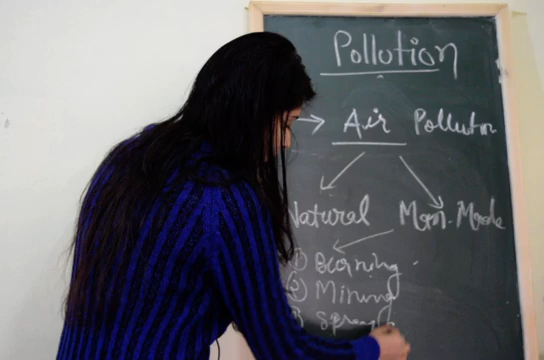 Pollution
Air Pollution
Natural Man-Made
① Burning
② Mining